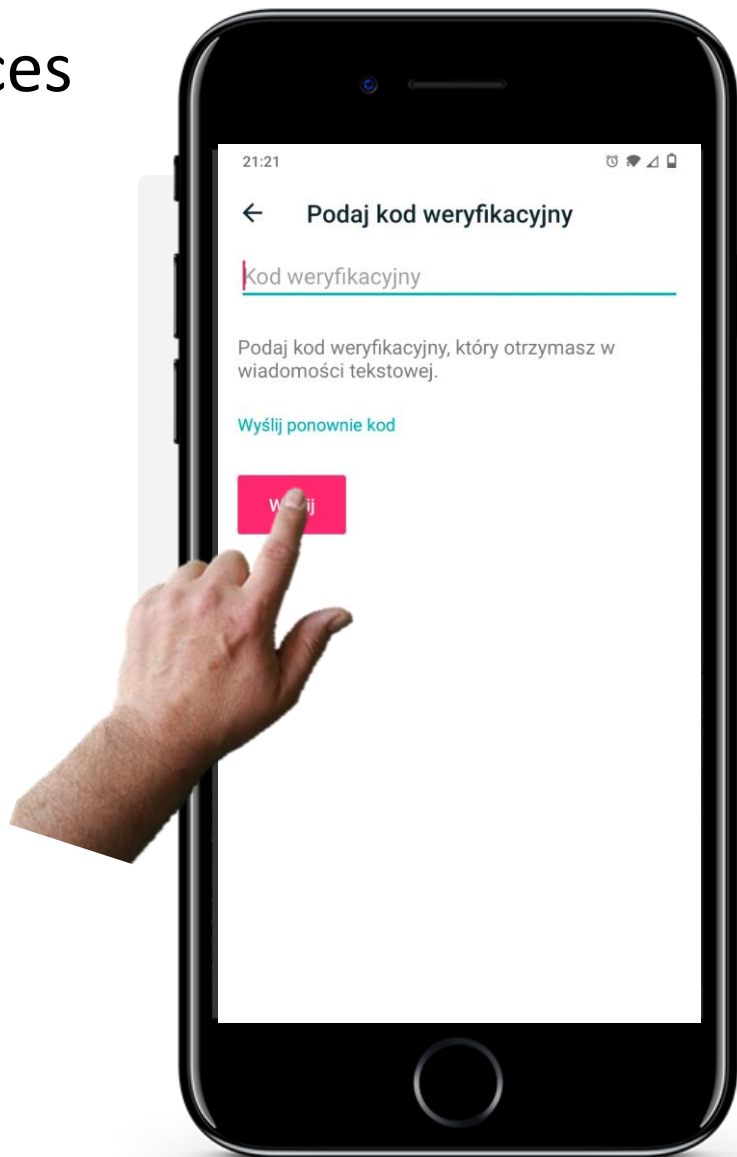 ces
21:21
Podaj kod weryfikacyjny
Kod weryfikacyjny
Podaj kod weryfikacyjny, który otrzymasz w
wiadomości tekstowej.
Wyślij ponownie kod